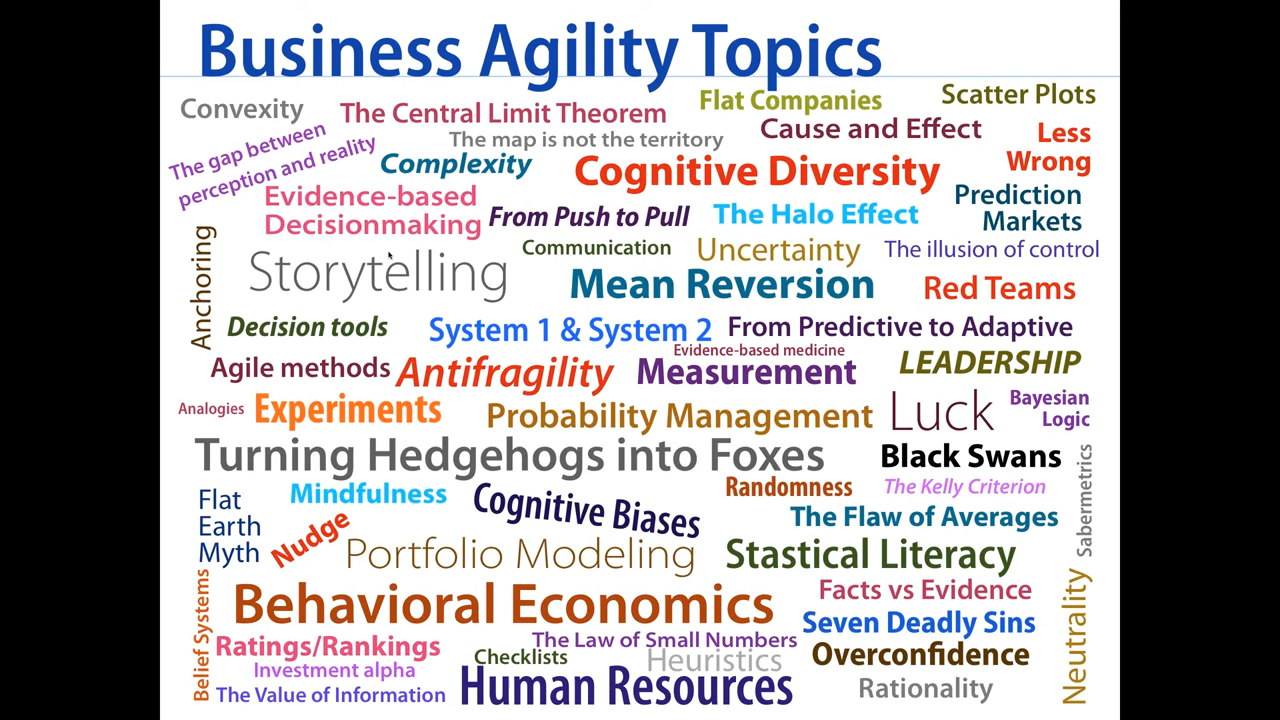 Business Agility Topics
Convexity
The Central Limit Theorem
Flat Companies
Scatter Plots
The gap between
perception and reality
The map is not the territory
Cause and Effect
Less
Wrong
Complexity
Cognitive Diversity
Evidence-based
Decisionmaking
From Push to Pull
The Halo Effect
Prediction
Markets
Anchoring
Storytelling
Communication
Uncertainty
The illusion of control
Mean Reversion
Red Teams
Decision tools
System 1 & System 2
From Predictive to Adaptive
Evidence-based medicine
Agile methods
Antifragility
Measurement
LEADERSHIP
Analogies
Experiments
Probability Management
Luck
Bayesian
Logic
Turning Hedgehogs into Foxes
Black Swans
Sabermetrics
Flat
Earth
Myth
Mindfulness
Cognitive Biases
Randomness
The Kelly Criterion
The Flaw of Averages
Nudge
Portfolio Modeling
Stastical Literacy
Belief Systems
Behavioral Economics
Facts vs Evidence
Seven Deadly Sins
Neutrality
Ratings/Rankings
The Law of Small Numbers
Checklists
Heuristics
Overconfidence
Investment alpha
The Value of Information
Human Resources
Rationality